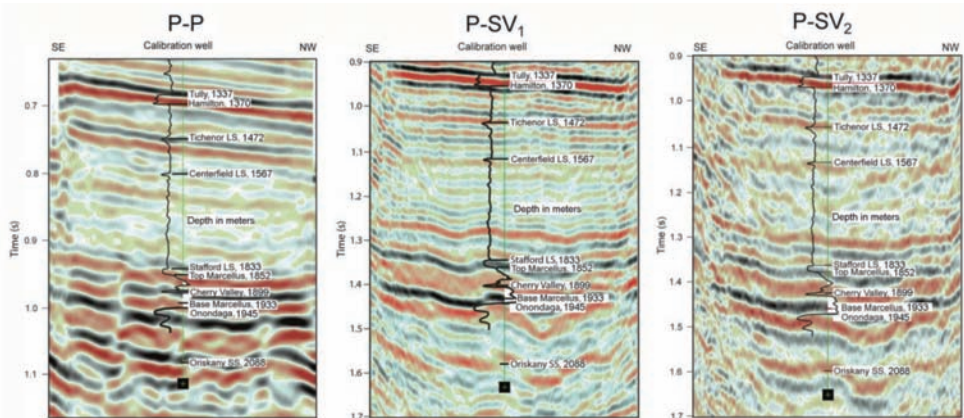 P-P
SE
Calibration well
NW
Time (s)
0.7
0.8
0.9
1.0
1.1
Tully, 1337
Hamilton, 1370
Tichenor LS, 1472
Centerfield LS, 1567
Depth in meters
Stafford LS, 1833
Top Marcellus, 1852
Cherry Valley, 1899
Base Marcellus, 1933
Onondaga, 1945
Oriskany SS, 2088
P-SV1
SE
Calibration well
NW
Time (s)
0.9
1.0
1.1
1.2
1.3
1.4
1.5
1.6
1.7
Tully, 1337
Hamilton, 1370
Tichenor LS, 1472
Centerfield LS, 1567
Depth in meters
Stafford LS, 1833
Top Marcellus, 1852
Cherry Valley, 1899
Base Marcellus, 1933
Onondaga, 1945
Oriskany SS, 2088
P-SV2
SE
Calibration well
NW
Time (s)
0.9
1.0
1.1
1.2
1.3
1.4
1.5
1.6
1.7
Tully, 1337
Hamilton, 1370
Tichenor LS, 1472
Centerfield LS, 1567
Depth in meters
Stafford LS, 1833
Top Marcellus, 1852
Cherry Valley, 1899
Base Marcellus, 1933
Onondaga, 1945
Oriskany SS, 2088